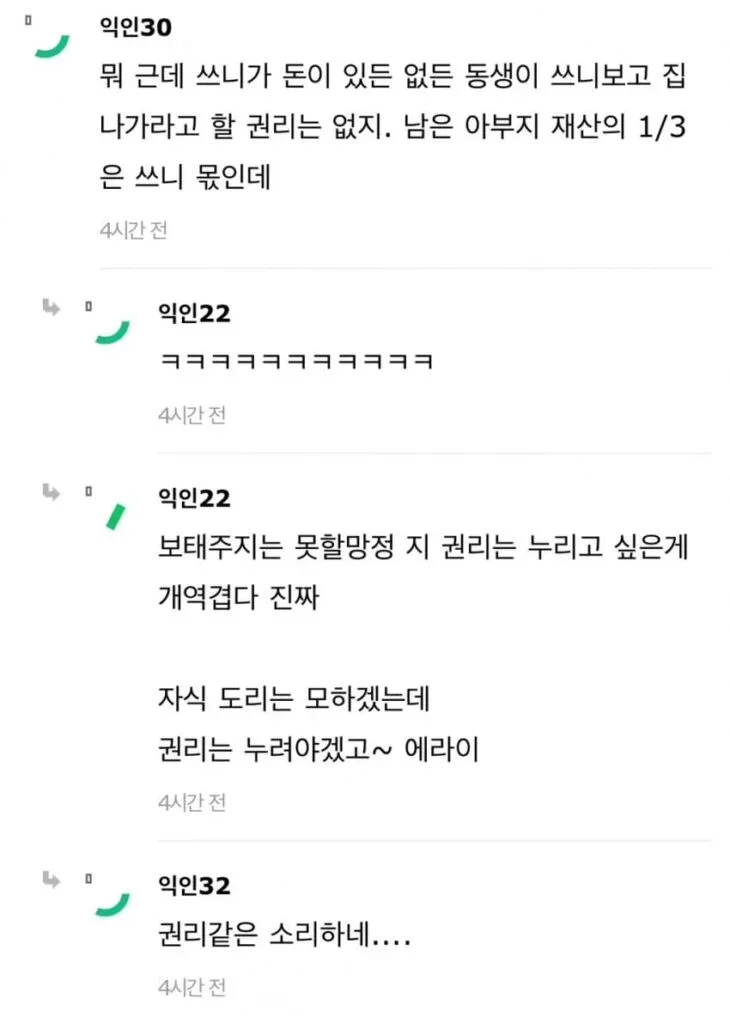 익인30
뭐 근데 쓰니가 돈이 있든 없든 동생이 쓰니보고 집
나가라고 할 권리는 없지. 남은 아부지 재산의 1/3
은 쓰니 몫인데
4시간 전
익인22
ㅋㅋㅋㅋㅋㅋㅋㅋㅋㅋㅋ
4시간 전
익인22
보태주지는 못할망정 지 권리는 누리고 싶은게
개역겹다 진짜
자식 도리는 모하겠는데
권리는 누려야겠고~ 에라이
4시간 전
익인32
권리같은 소리하네....
4시간 전